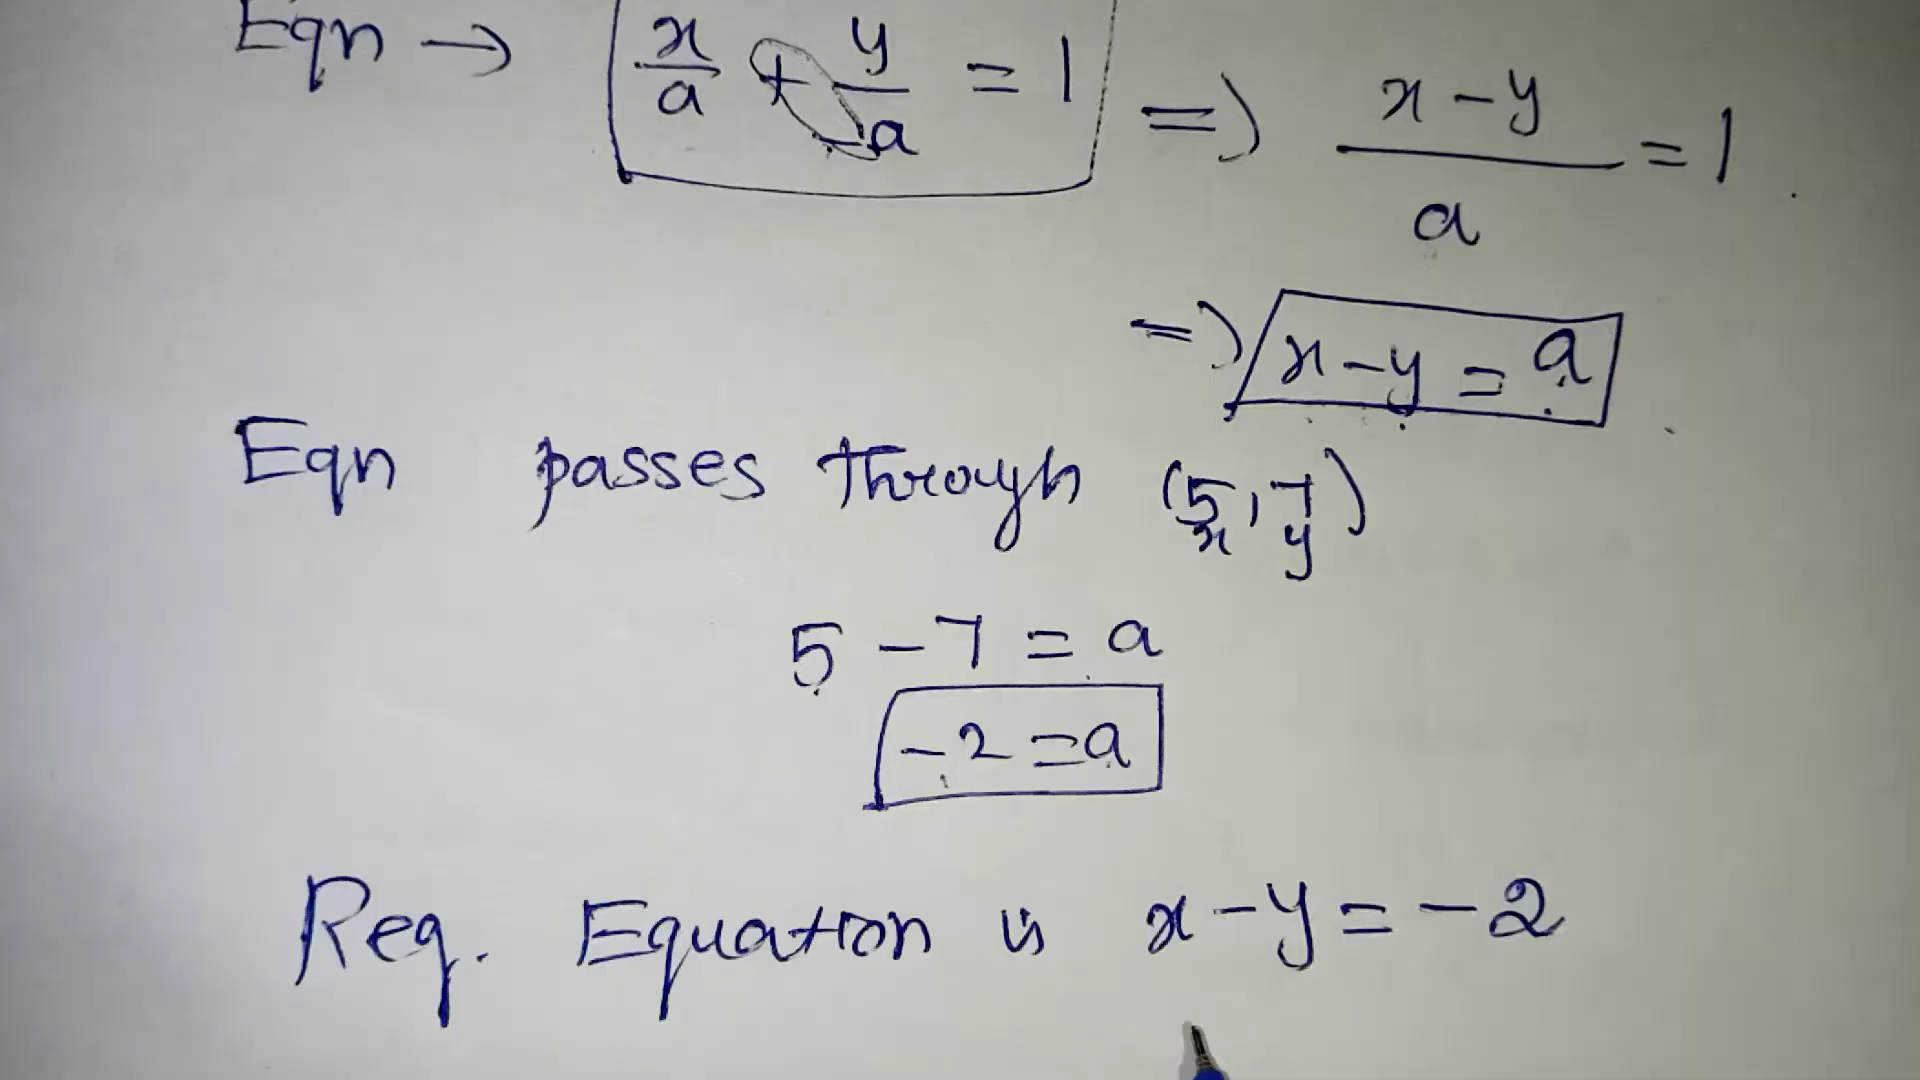 Eqn → x/a + y/-a = 1 => x-y/a = 1
=> x-y = a
Eqn passes through (5, 7)
x y
5 - 7 = a
-2 = a
Req. Equation is x-y = -2